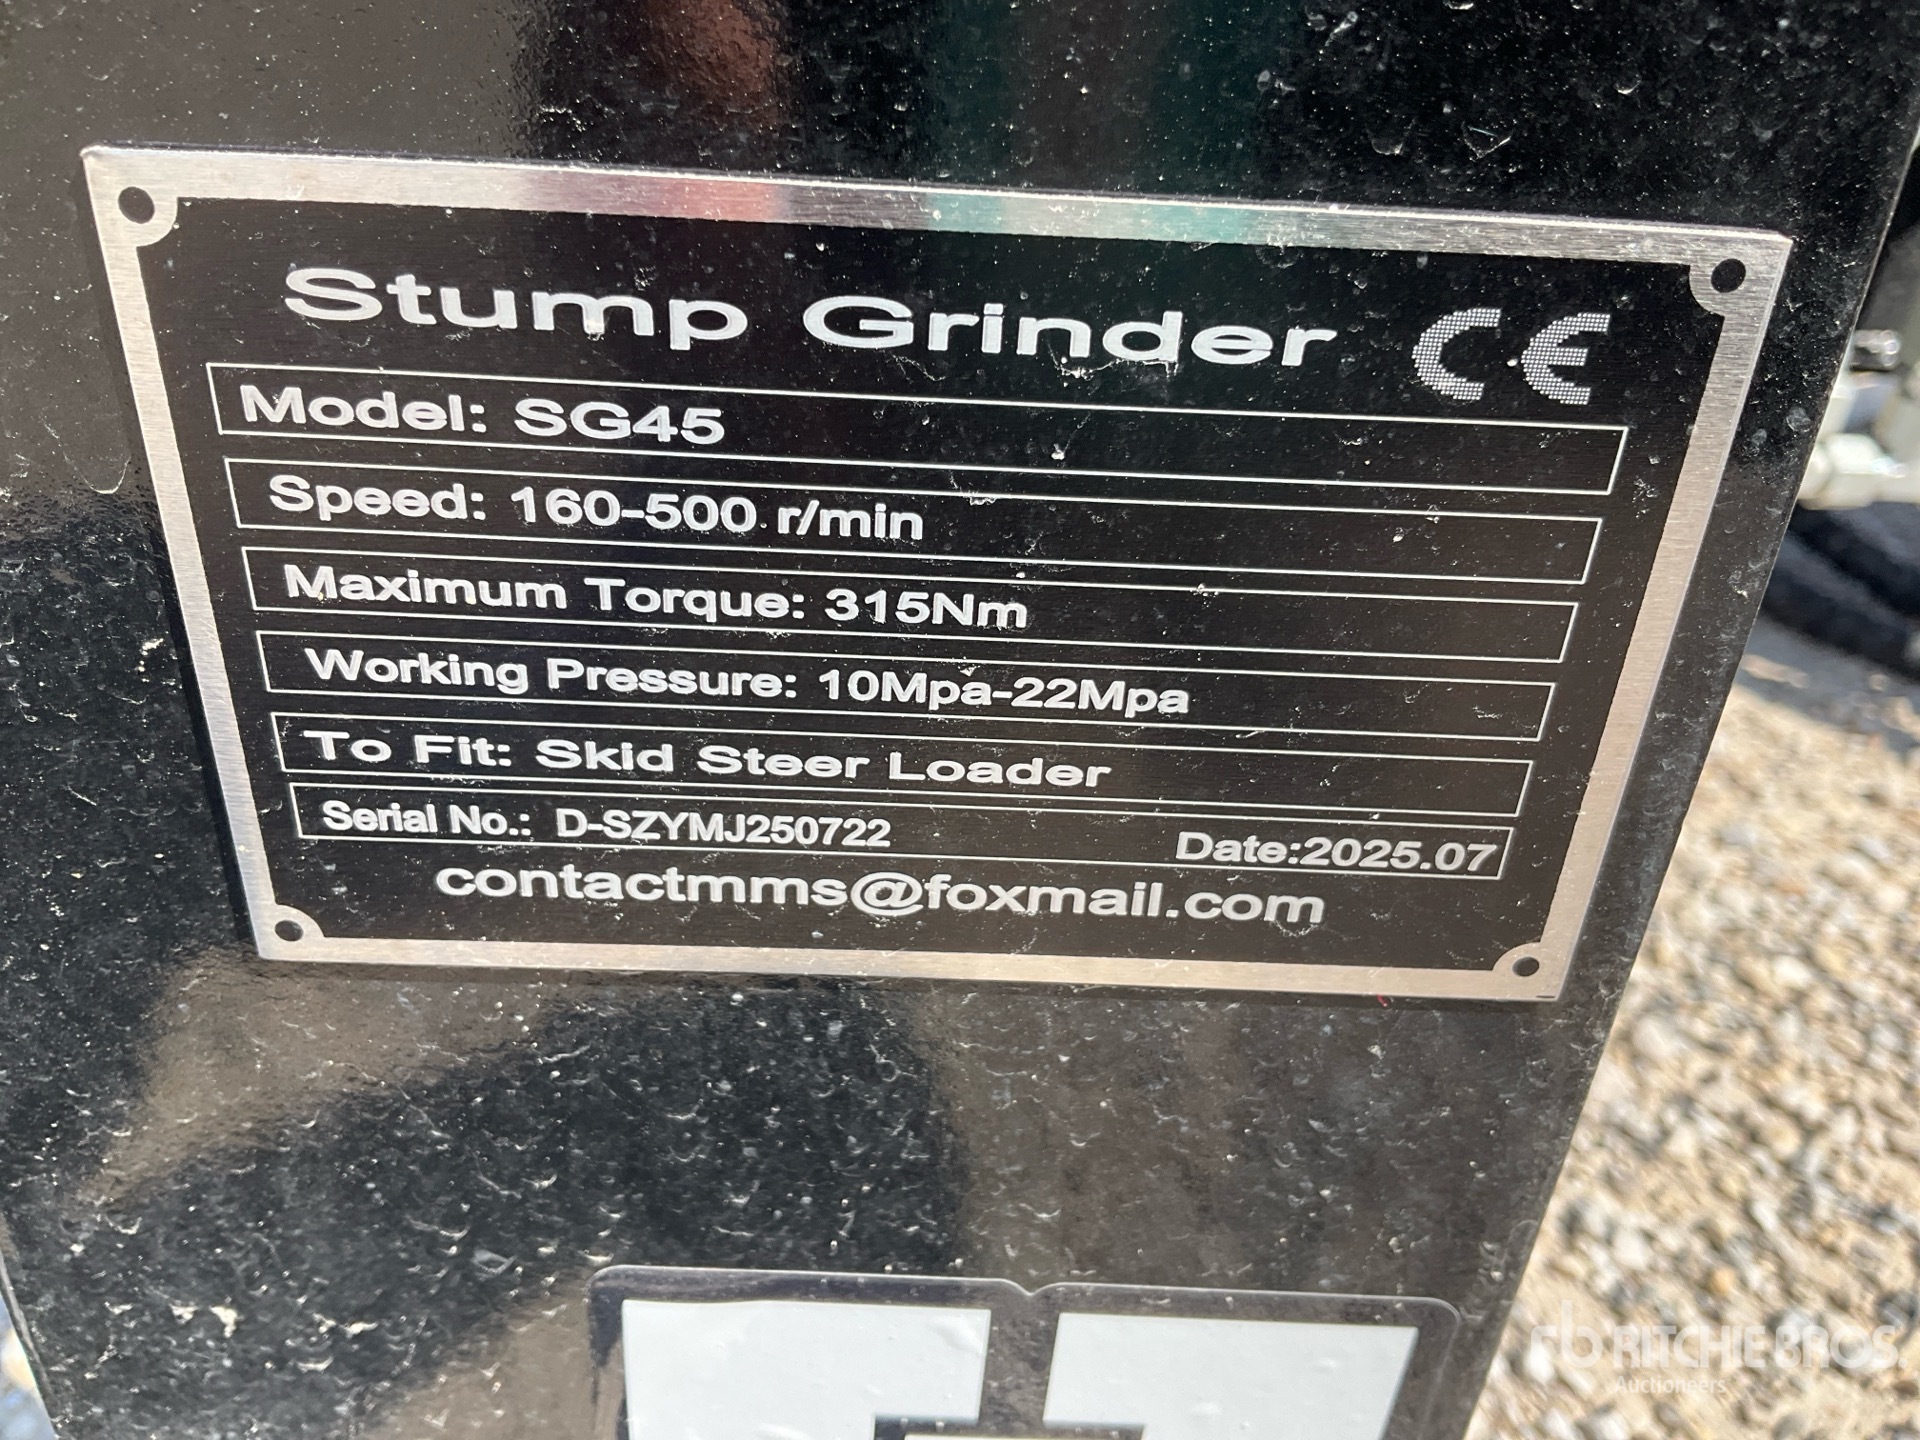 Stump Grinder CE
Model: SG45
Speed: 160-500 r/min
Maximum Torque: 315Nm
Working Pressure: 10Mpa-22Mpa
To Fit: Skid Steer Loader
Serial No.: D-SZYMJ250722 Date:2025.07
contactmms@foxmail.com
rb RITCHIE BROS.
Auctioneers